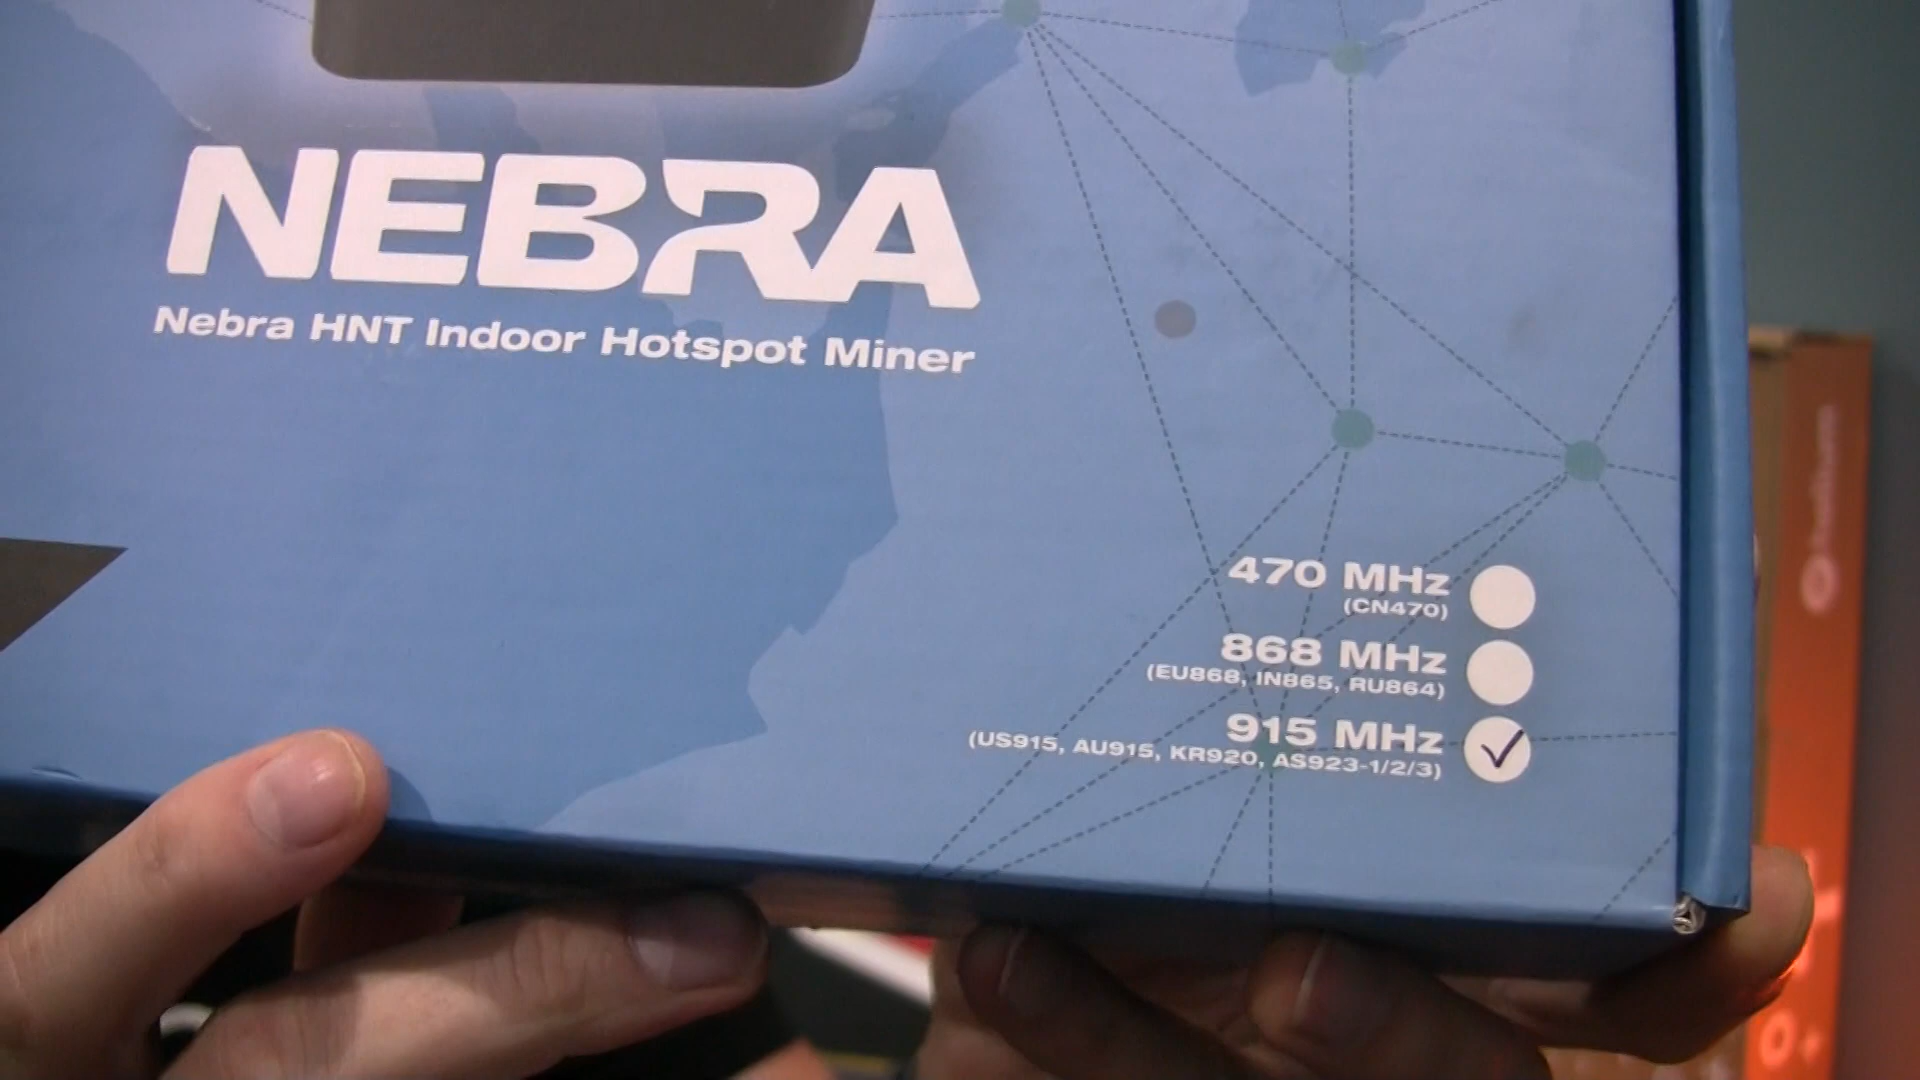 NEBRA
Nebra HNT Indoor Hotspot Miner
470 MHz
(CN470)
868 MHz
(EU868, IN865, RU864)
915 MHz
(US915, AU915, KR920, AS923-1/2/3)